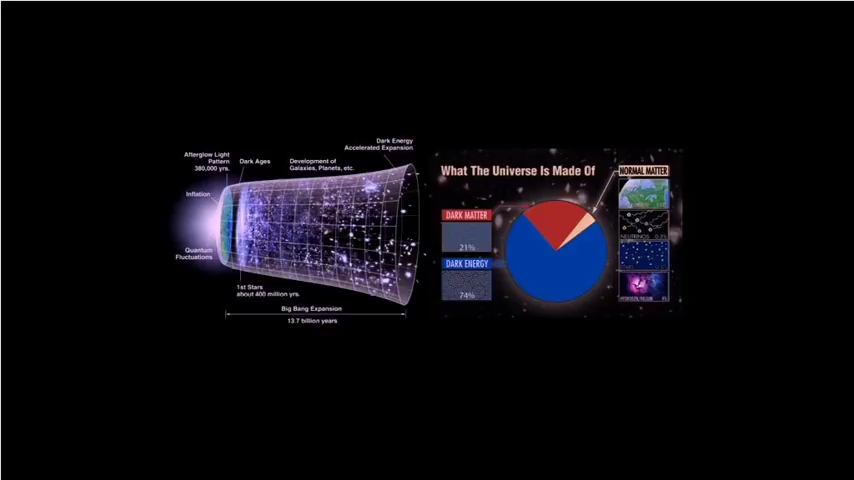 Dark Energy
Accelerated Expansion
Afterglow Light
Pattern
380,000 yrs.
Dark Ages
Development of
Galaxies, Planets, etc.
Inflation
Quantum
Fluctuations
1st Stars
about 400 million yrs.
Big Bang Expansion
13.7 billion years
What The Universe Is Made Of
NORMAL MATTER
DARK MATTER
21%
DARK ENERGY
74%
NEUTRINOS 0.3%